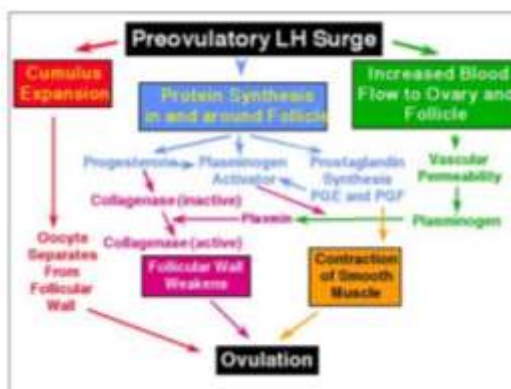 Preovulatory LH Surge
Cumulus
Expansion
Protein Synthesis
in and around Follicle
Increased Blood
Flow to Ovary and
Follicle
Progesterone
Plasminogen
Activator
Prostaglandin
Synthesis
PGE and PGF
Vascular
Permeability
Collagenase (inactive)
Plasmin
Plasminogen
Collagenase (active)
Oocyte
Separates
From
Follicular
Wall
Follicular Wall
Weakens
Contraction
of Smooth
Muscle
Ovulation